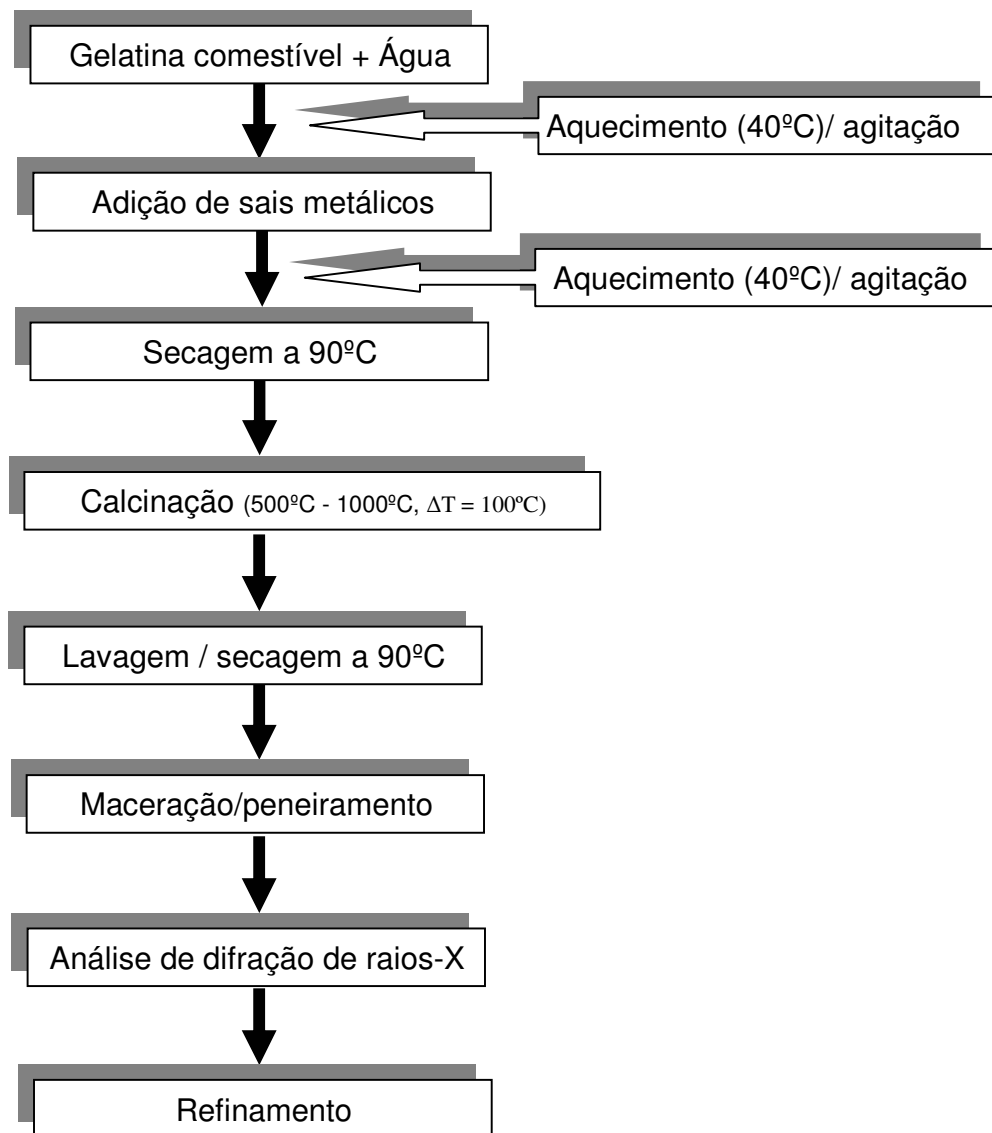 Gelatina comestível + Água
Aquecimento (40ºC)/ agitação
Adição de sais metálicos
Aquecimento (40ºC)/ agitação
Secagem a 90ºC
Calcinação (500ºC - 1000ºC, ΔT = 100ºC)
Lavagem / secagem a 90ºC
Maceração/peneiramento
Análise de difração de raios-X
Refinamento